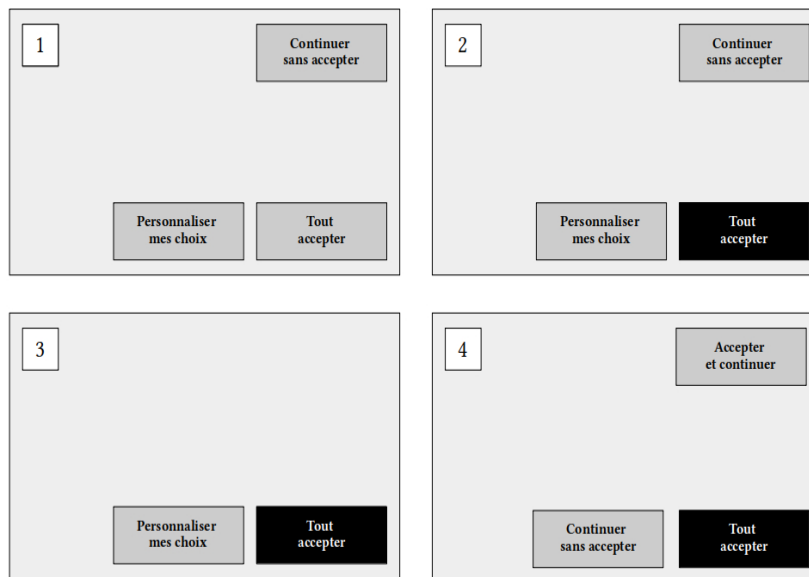 1
Continuer
sans accepter
Personnaliser
mes choix
Tout
accepter
2
Continuer
sans accepter
Personnaliser
mes choix
Tout
accepter
3
Personnaliser
mes choix
Tout
accepter
4
Accepter
et continuer
Continuer
sans accepter
Tout
accepter